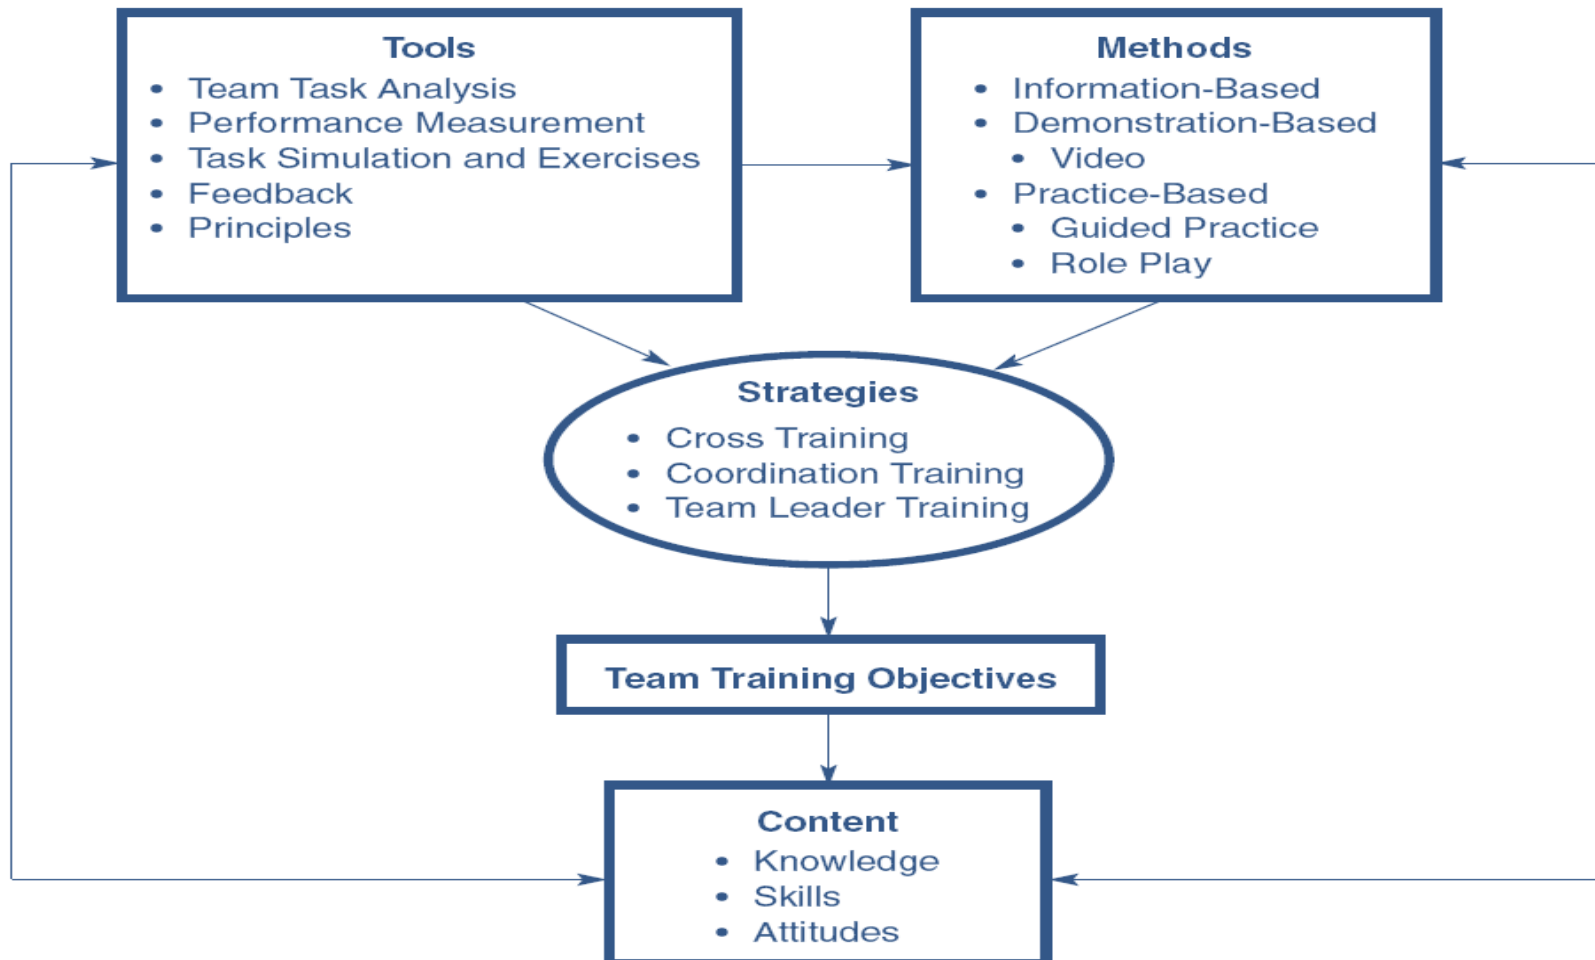 Tools
• Team Task Analysis
• Performance Measurement
• Task Simulation and Exercises
• Feedback
• Principles
Methods
• Information-Based
• Demonstration-Based
• Video
• Practice-Based
• Guided Practice
• Role Play
Strategies
• Cross Training
• Coordination Training
• Team Leader Training
Team Training Objectives
Content
• Knowledge
• Skills
• Attitudes